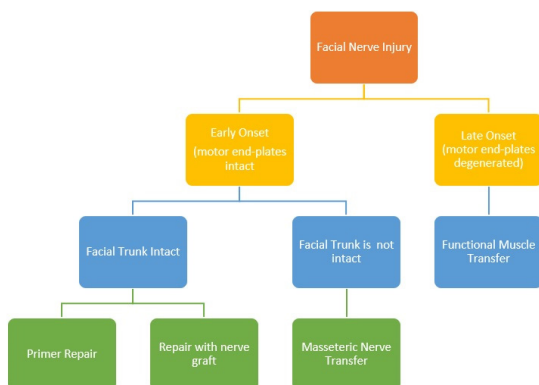 Facial Nerve Injury
Early Onset
(motor end-plates
intact
Late Onset
(motor end-plates
degenerated)
Facial Trunk Intact
Facial Trunk is not
intact
Functional Muscle
Transfer
Primer Repair
Repair with nerve
graft
Masseteric Nerve
Transfer